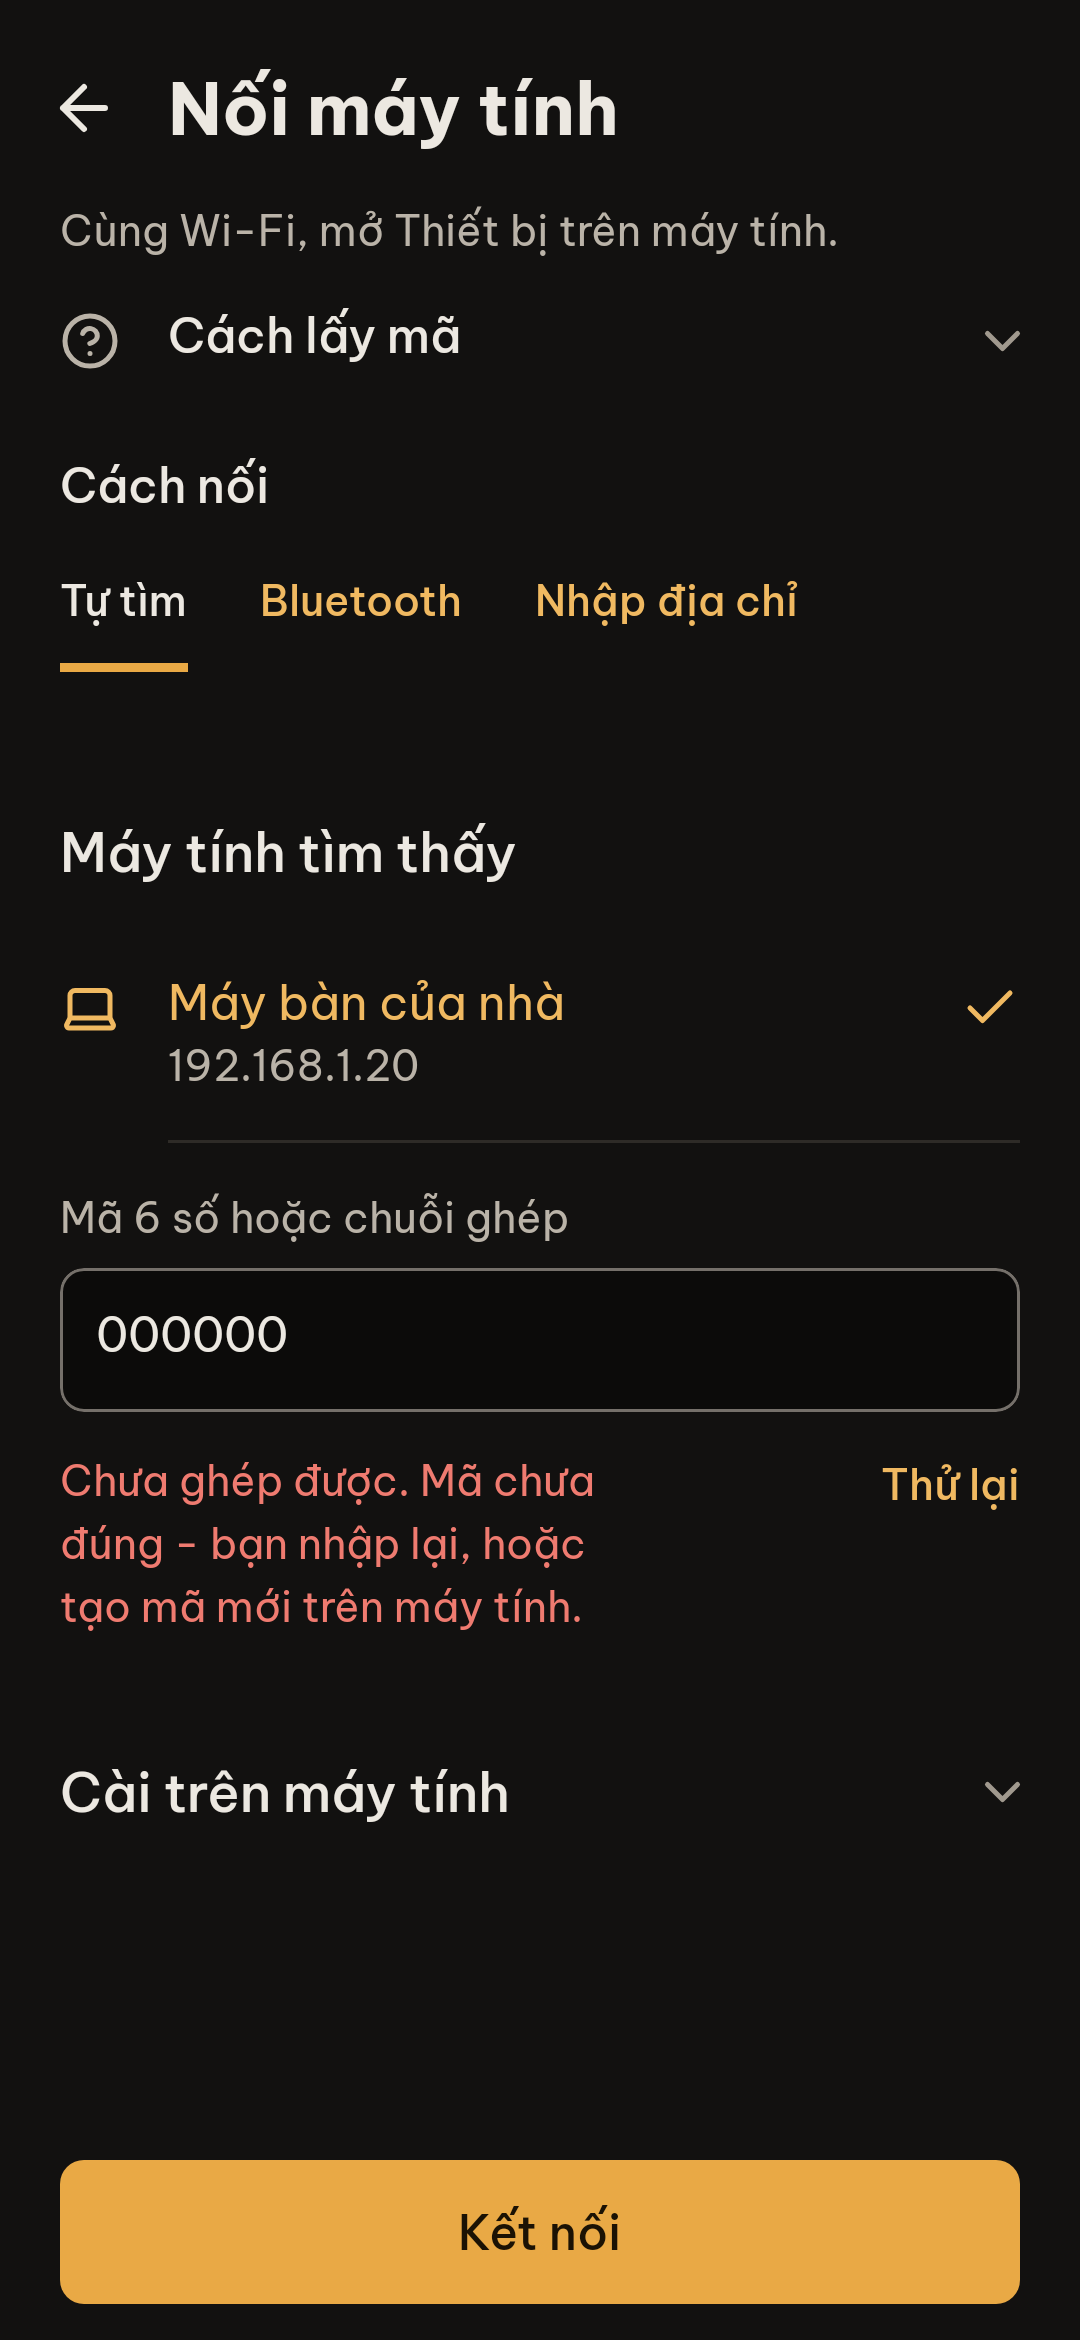 Nối máy tính
Cùng Wi-Fi, mở Thiết bị trên máy tính.
Cách lấy mã
Cách nối
Tự tìm Bluetooth Nhập địa chỉ
Máy tính tìm thấy
Máy bàn của nhà
192.168.1.20
Mã 6 số hoặc chuỗi ghép
000000
Chưa ghép được. Mã chưa
đúng - bạn nhập lại, hoặc
tạo mã mới trên máy tính.
Thử lại
Cài trên máy tính
Kết nối